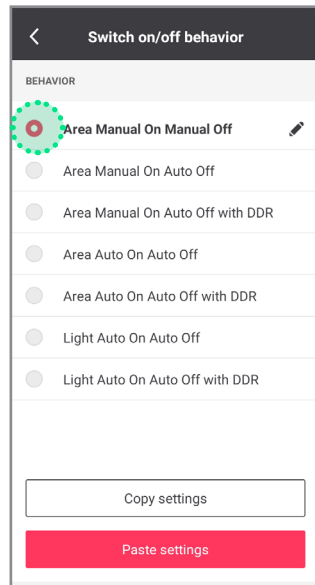 Switch on/off behavior
BEHAVIOR
Area Manual On Manual Off
Area Manual On Auto Off
Area Manual On Auto Off with DDR
Area Auto On Auto Off
Area Auto On Auto Off with DDR
Light Auto On Auto Off
Light Auto On Auto Off with DDR
Copy settings
Paste settings